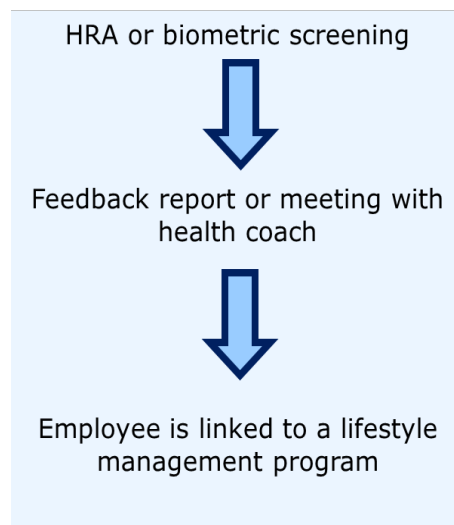 HRA or biometric screening
Feedback report or meeting with
health coach
Employee is linked to a lifestyle
management program